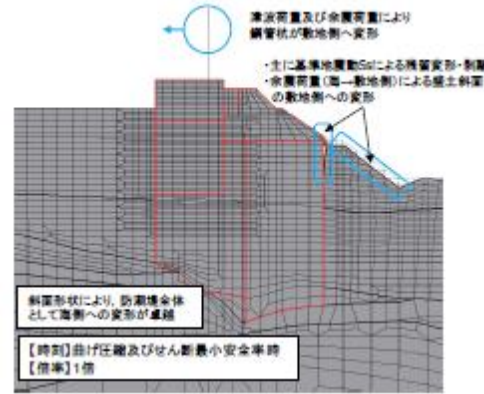 津波荷重及び余震荷重により
鋼管杭が敷地側へ変形
・主に基準地震動Ssによる残留変形・制
・余震荷重(海→敷地側)による盛土斜面
の敷地側への変形
斜面形状により,防潮堤全体
として海側への変形が卓越
【時刻】曲げ圧縮及びせん断最小安全率時
【倍率】1倍